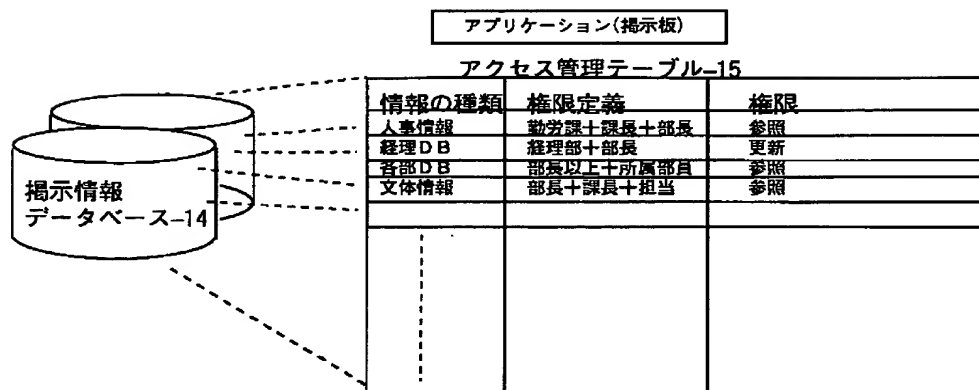 アプリケーション(掲示板)
アクセス管理テーブル–15
情報の種類 権限定義 権限
人事情報 勤労課＋課長＋部長 参照
経理DB 経理部＋部長 更新
各部DB 部長以上＋所属部員 参照
文体情報 部長＋課長＋担当 参照
掲示情報
データベース–14